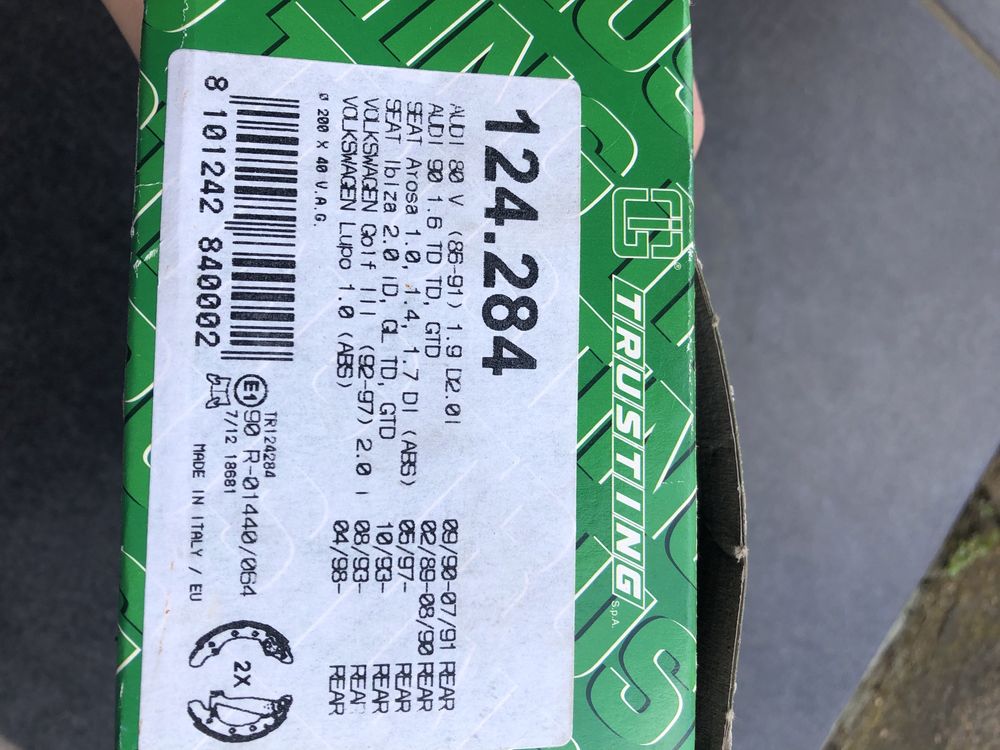 TRUSTING
S.p.A.
124.284
AUDI 80 V (86-91) 1.9 D2.0I 09/90-07/91 REAR
AUDI 90 1.6 TD TD, GTD 02/89-08/90 REAR
SEAT Arosa 1.0, 1.4, 1.7 DI (ABS) 05/97- REAR
SEAT Ibiza 2.0 iD, GL TD, GTD 10/93- REAR
VOLKSWAGEN Golf III (92-97) 2.0 i 08/93- REAR
VOLKSWAGEN Lupo 1.0 (ABS) 04/98- REAR
ø 200 X 40 V.A.G.
8 101242 840002
TR124284
E1 90 R-01440/064
7/12 18681
MADE IN ITALY / EU
2X